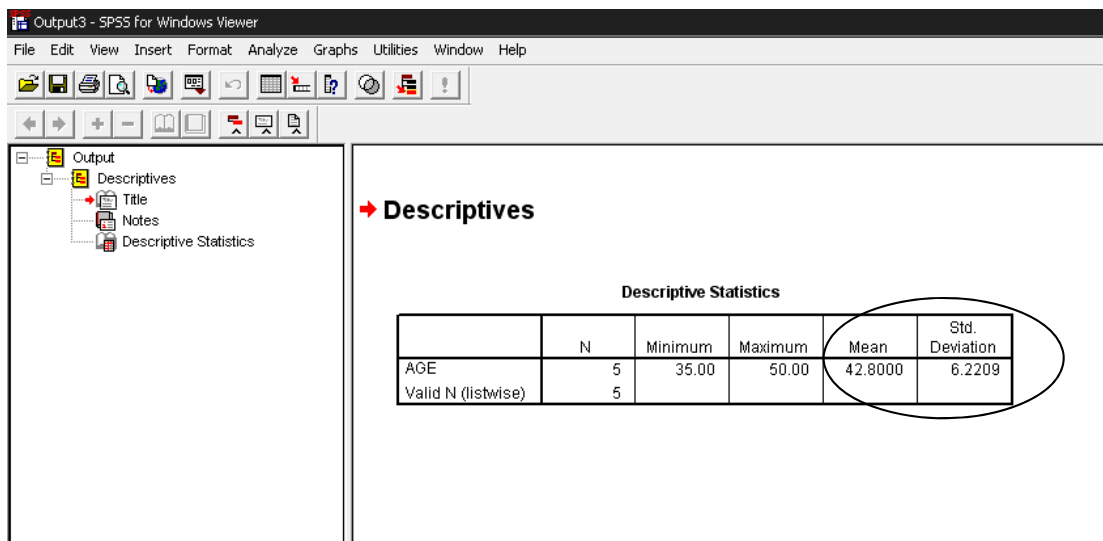 Output3 - SPSS for Windows Viewer
File Edit View Insert Format Analyze Graphs Utilities Window Help
Output
Descriptives
Title
Notes
Descriptive Statistics
Descriptives
Descriptive Statistics
N Minimum Maximum Mean Std. Deviation
AGE 5 35.00 50.00 42.8000 6.2209
Valid N (listwise) 5